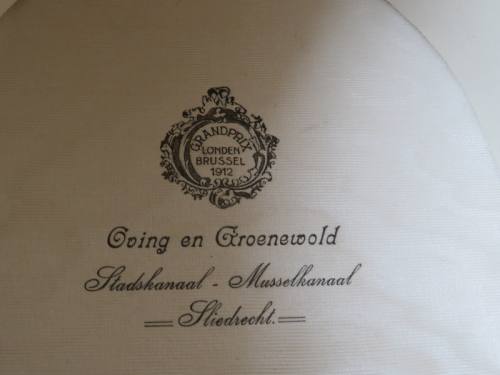 GRANDPRIX
LONDEN
BRUSSEL
1912
Oving en Groenewold
Stadskanaal - Musselkanaal
Sliedrecht.